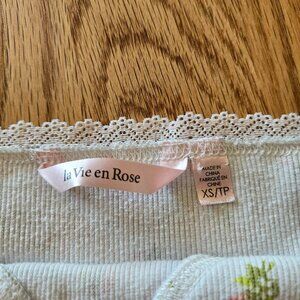 la Vie en Rose
MADE IN
CHINA
FABRIQUÉ EN
CHINE
XS/TP